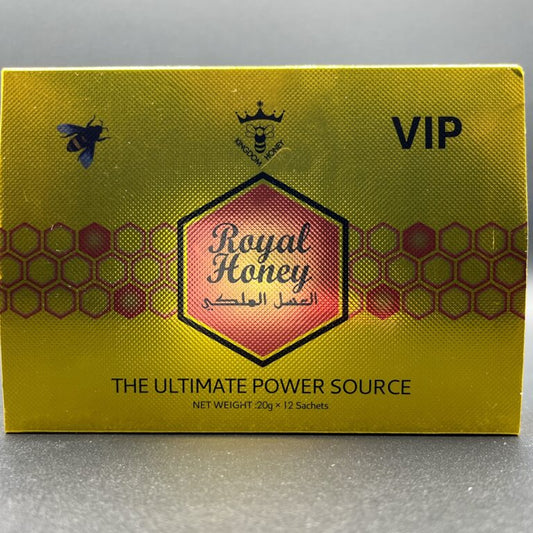 KINGDOM HONEY
VIP
Royal
Honey
العسل الملكي
THE ULTIMATE POWER SOURCE
NET WEIGHT :20g × 12 Sachets